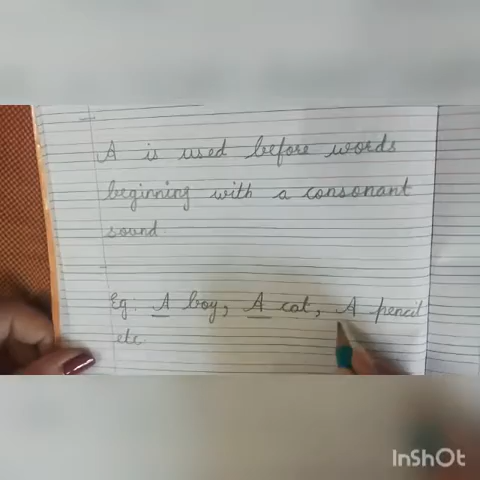 A is used before words
beginning with a consonant
sound.
Eg: A boy, A cat, A pencil
etc.
InShOt